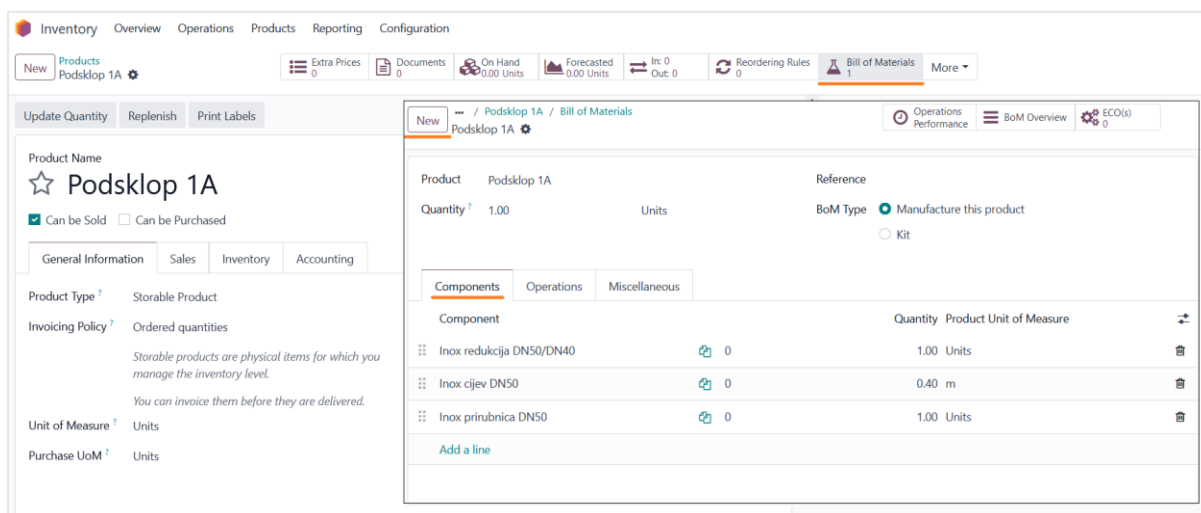 Inventory Overview Operations Products Reporting Configuration
New Products
Podsklop 1A
Extra Prices
0
Documents
0
On Hand
0.00 Units
Forecasted
0.00 Units
In: 0
Out: 0
Reordering Rules
0
Bill of Materials
1
More
Update Quantity Replenish Print Labels
Product Name
Podsklop 1A
Can be Sold Can be Purchased
General Information Sales Inventory Accounting
Product Type ? Storable Product
Invoicing Policy ? Ordered quantities
Storable products are physical items for which you
manage the inventory level.
You can invoice them before they are delivered.
Unit of Measure ? Units
Purchase UoM ? Units
New ... / Podsklop 1A / Bill of Materials
Podsklop 1A
Operations
Performance
BoM Overview
ECO(s)
0
Product Podsklop 1A
Reference
Quantity ? 1.00 Units
BoM Type Manufacture this product
Kit
Components Operations Miscellaneous
Component Quantity Product Unit of Measure
Inox redukcija DN50/DN40 0 1.00 Units
Inox cijev DN50 0 0.40 m
Inox prirubnica DN50 0 1.00 Units
Add a line